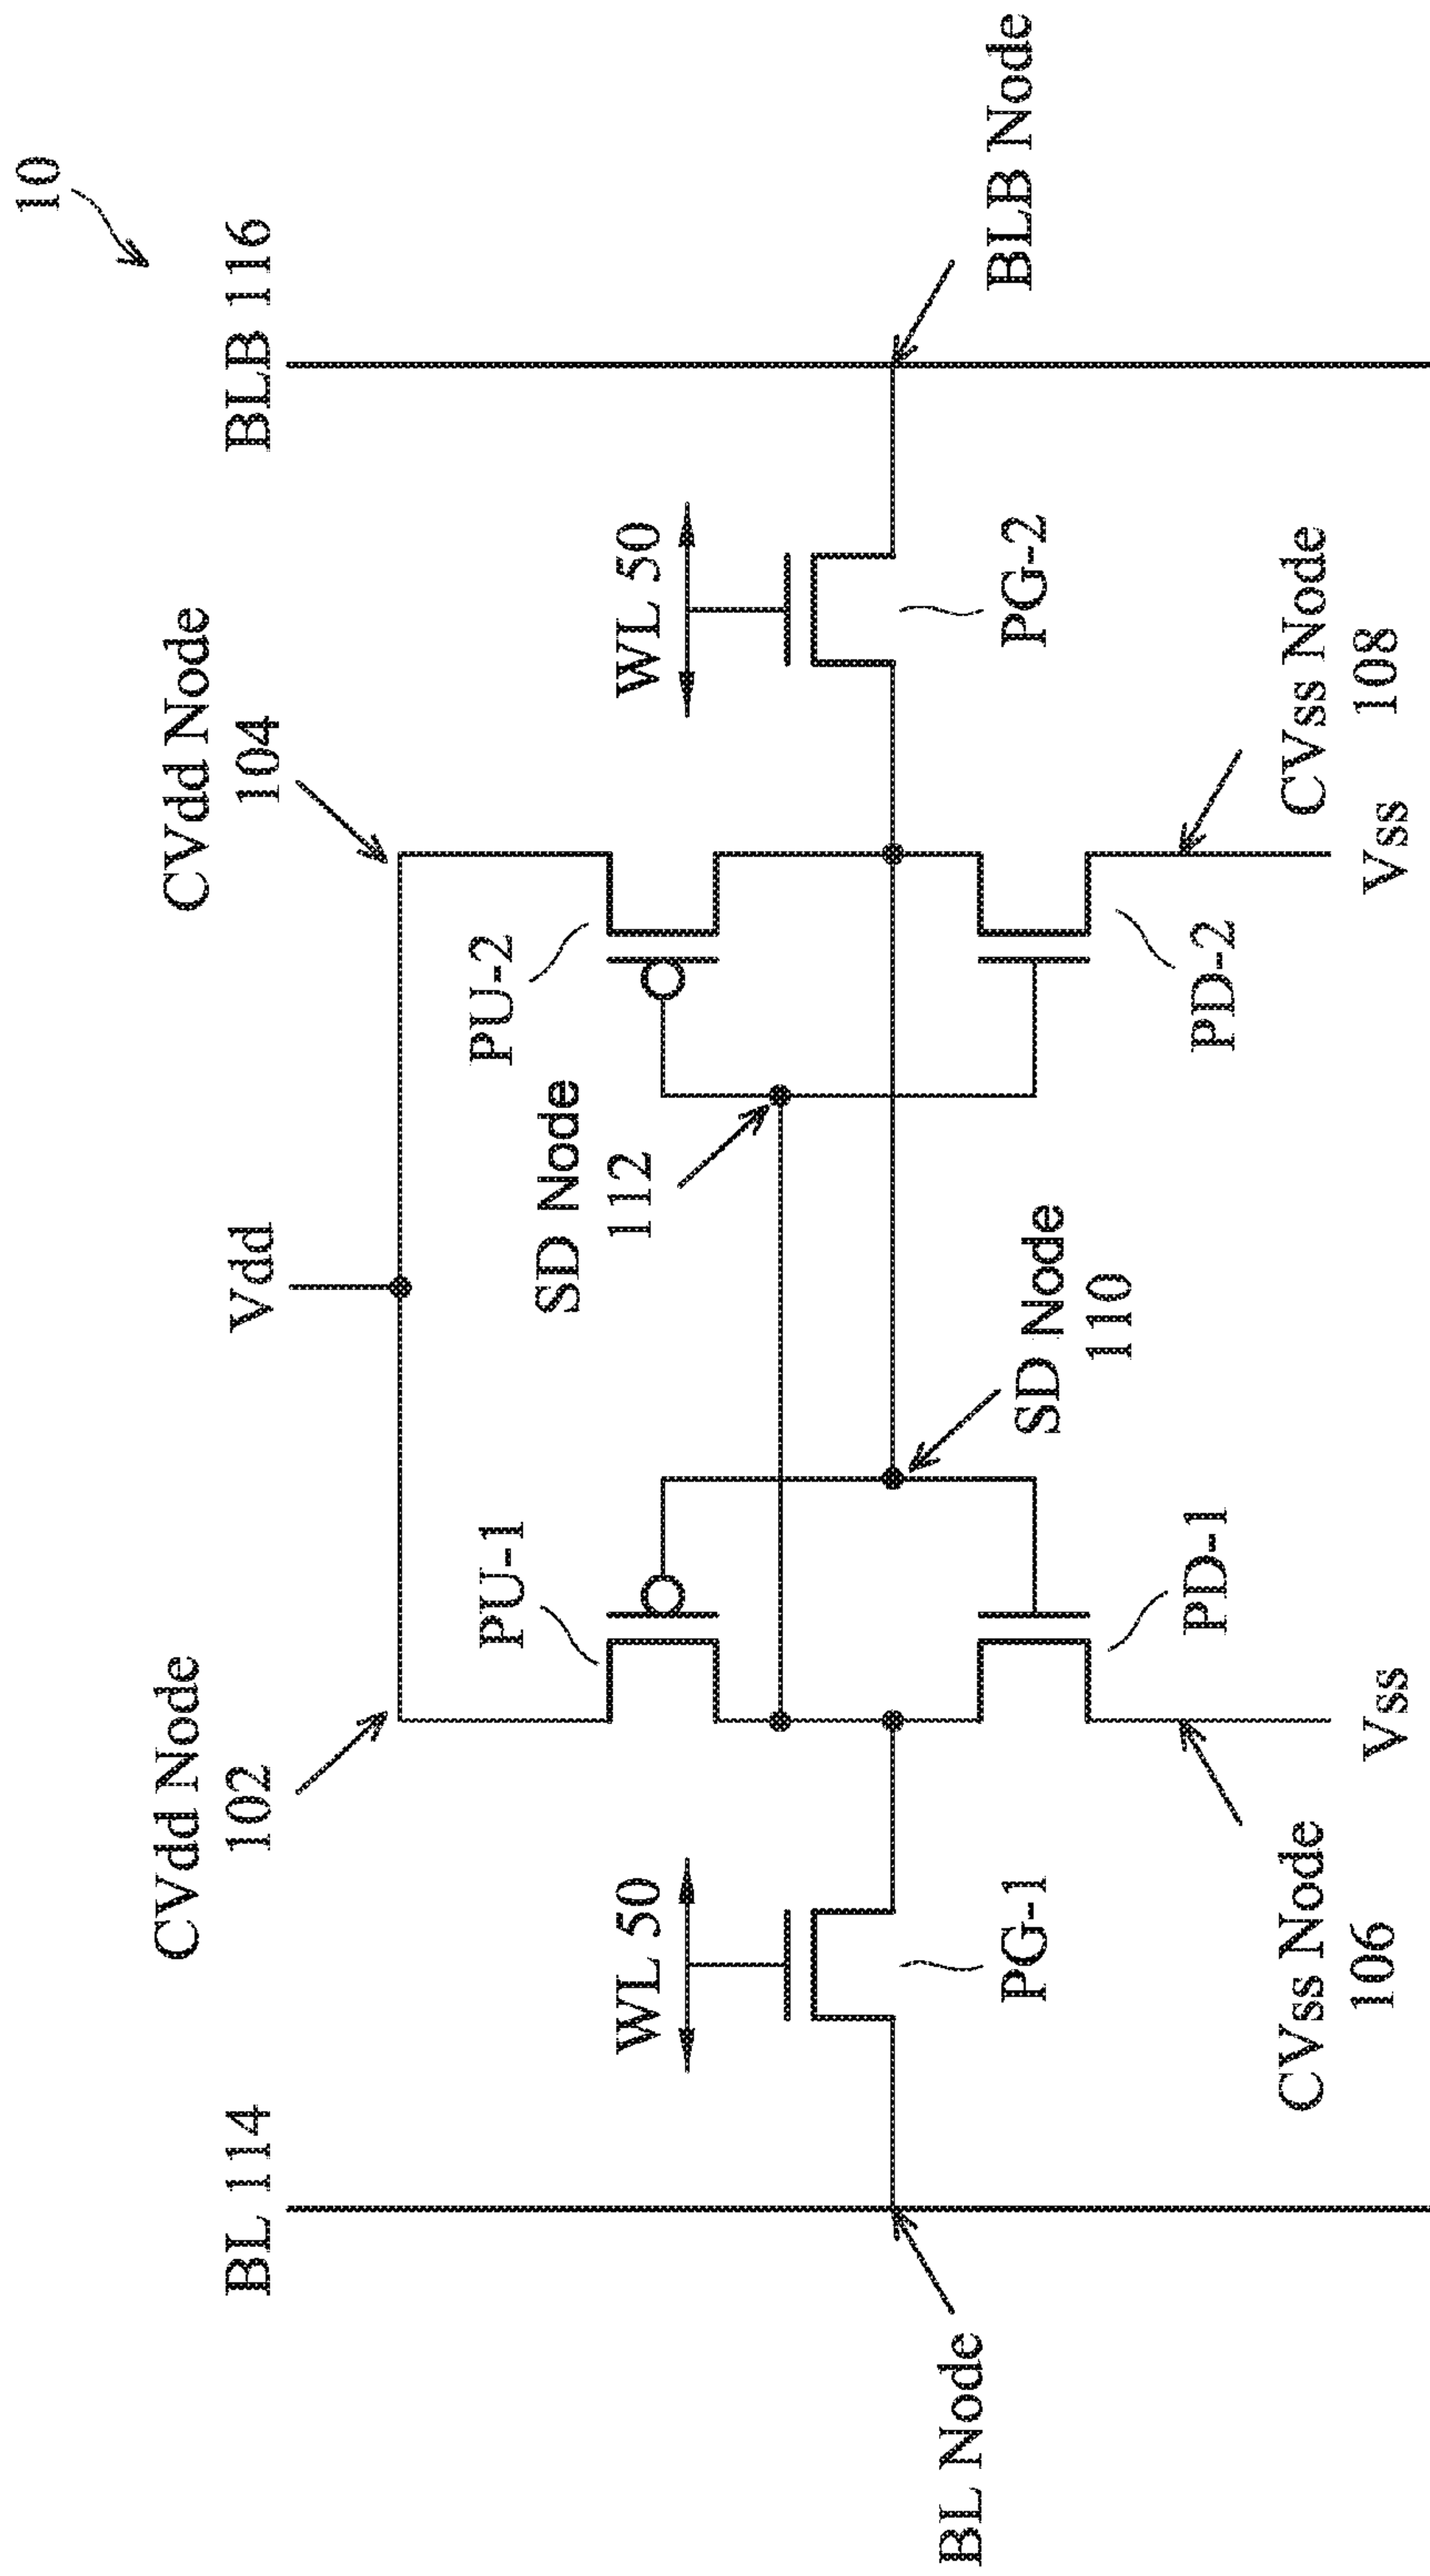 10
BL 114
CVdd Node
102
Vdd
CVdd Node
104
BLB 116
PU-1
PU-2
SD Node
112
WL 50
WL 50
BL Node
PG-1
SD Node
110
PG-2
BLB Node
PD-1
PD-2
CVss Node
106
Vss
Vss
CVss Node
108